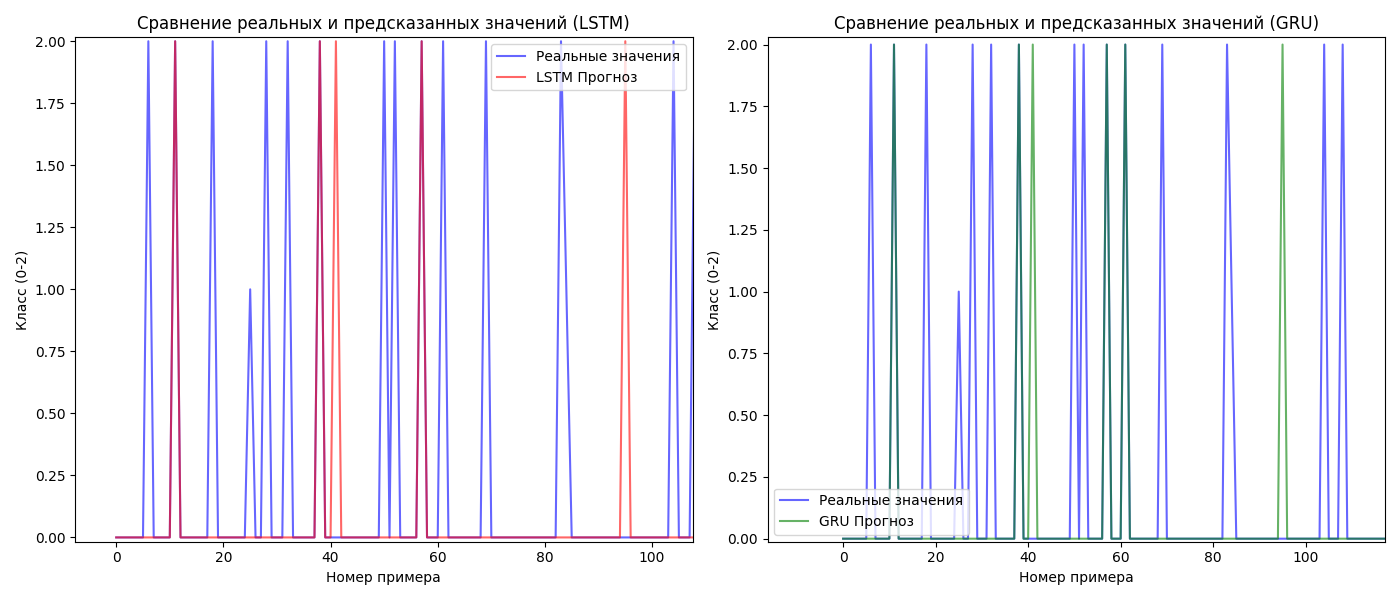 Сравнение реальных и предсказанных значений (LSTM)
2.00
1.75
1.50
1.25
1.00
0.75
0.50
0.25
0.00
Класс (0-2)
Реальные значения
LSTM Прогноз
0 20 40 60 80 100
Номер примера
Сравнение реальных и предсказанных значений (GRU)
2.00
1.75
1.50
1.25
1.00
0.75
0.50
0.25
0.00
Класс (0-2)
Реальные значения
GRU Прогноз
0 20 40 60 80 100
Номер примера